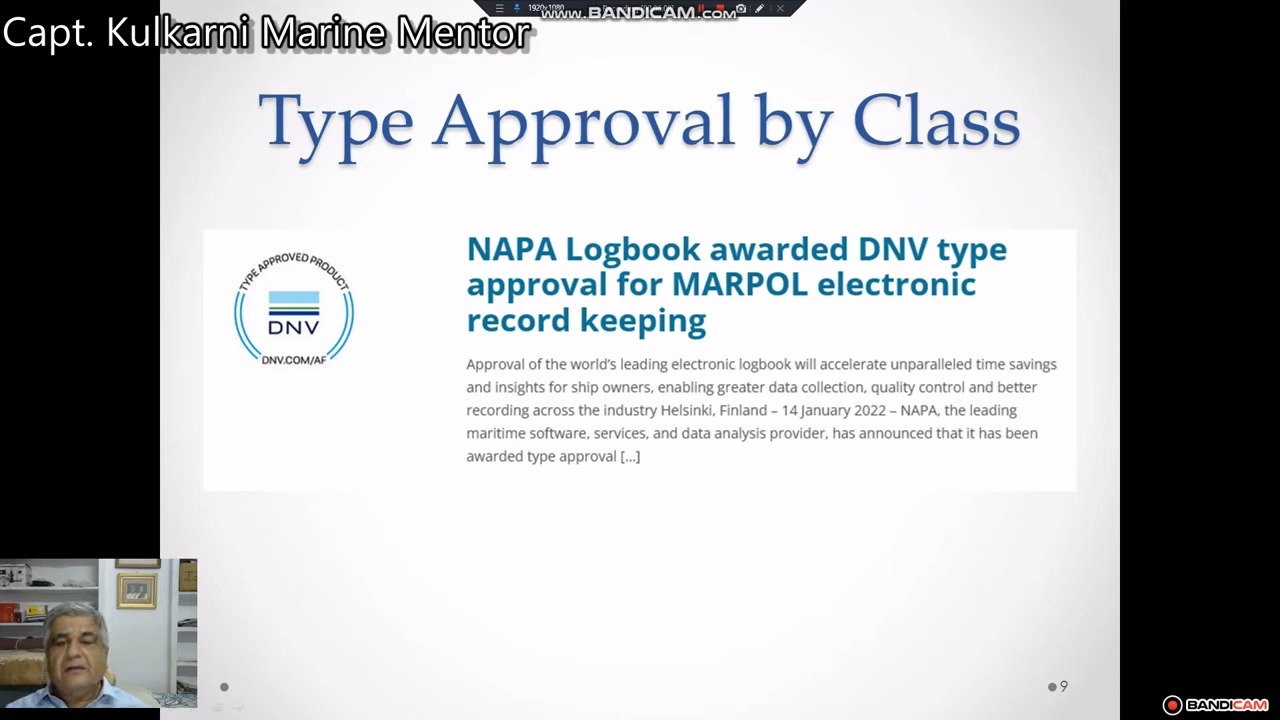 1920x1080
www.BANDICAM.com
Capt. Kulkarni Marine Mentor
Type Approval by Class
TYPE APPROVED PRODUCT
DNV
DNV.COM/AF
NAPA Logbook awarded DNV type
approval for MARPOL electronic
record keeping
Approval of the world's leading electronic logbook will accelerate unparalleled time savings
and insights for ship owners, enabling greater data collection, quality control and better
recording across the industry Helsinki, Finland – 14 January 2022 – NAPA, the leading
maritime software, services, and data analysis provider, has announced that it has been
awarded type approval [...]
9
BANDICAM